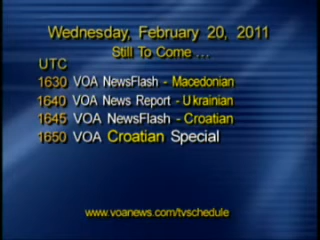 Wednesday, February 20, 2011
Still To Come ...
UTC
1630 VOA NewsFlash - Macedonian
1640 VOA News Report - Ukrainian
1645 VOA NewsFlash - Croatian
1650 VOA Croatian Special
www.voanews.com/tvschedule